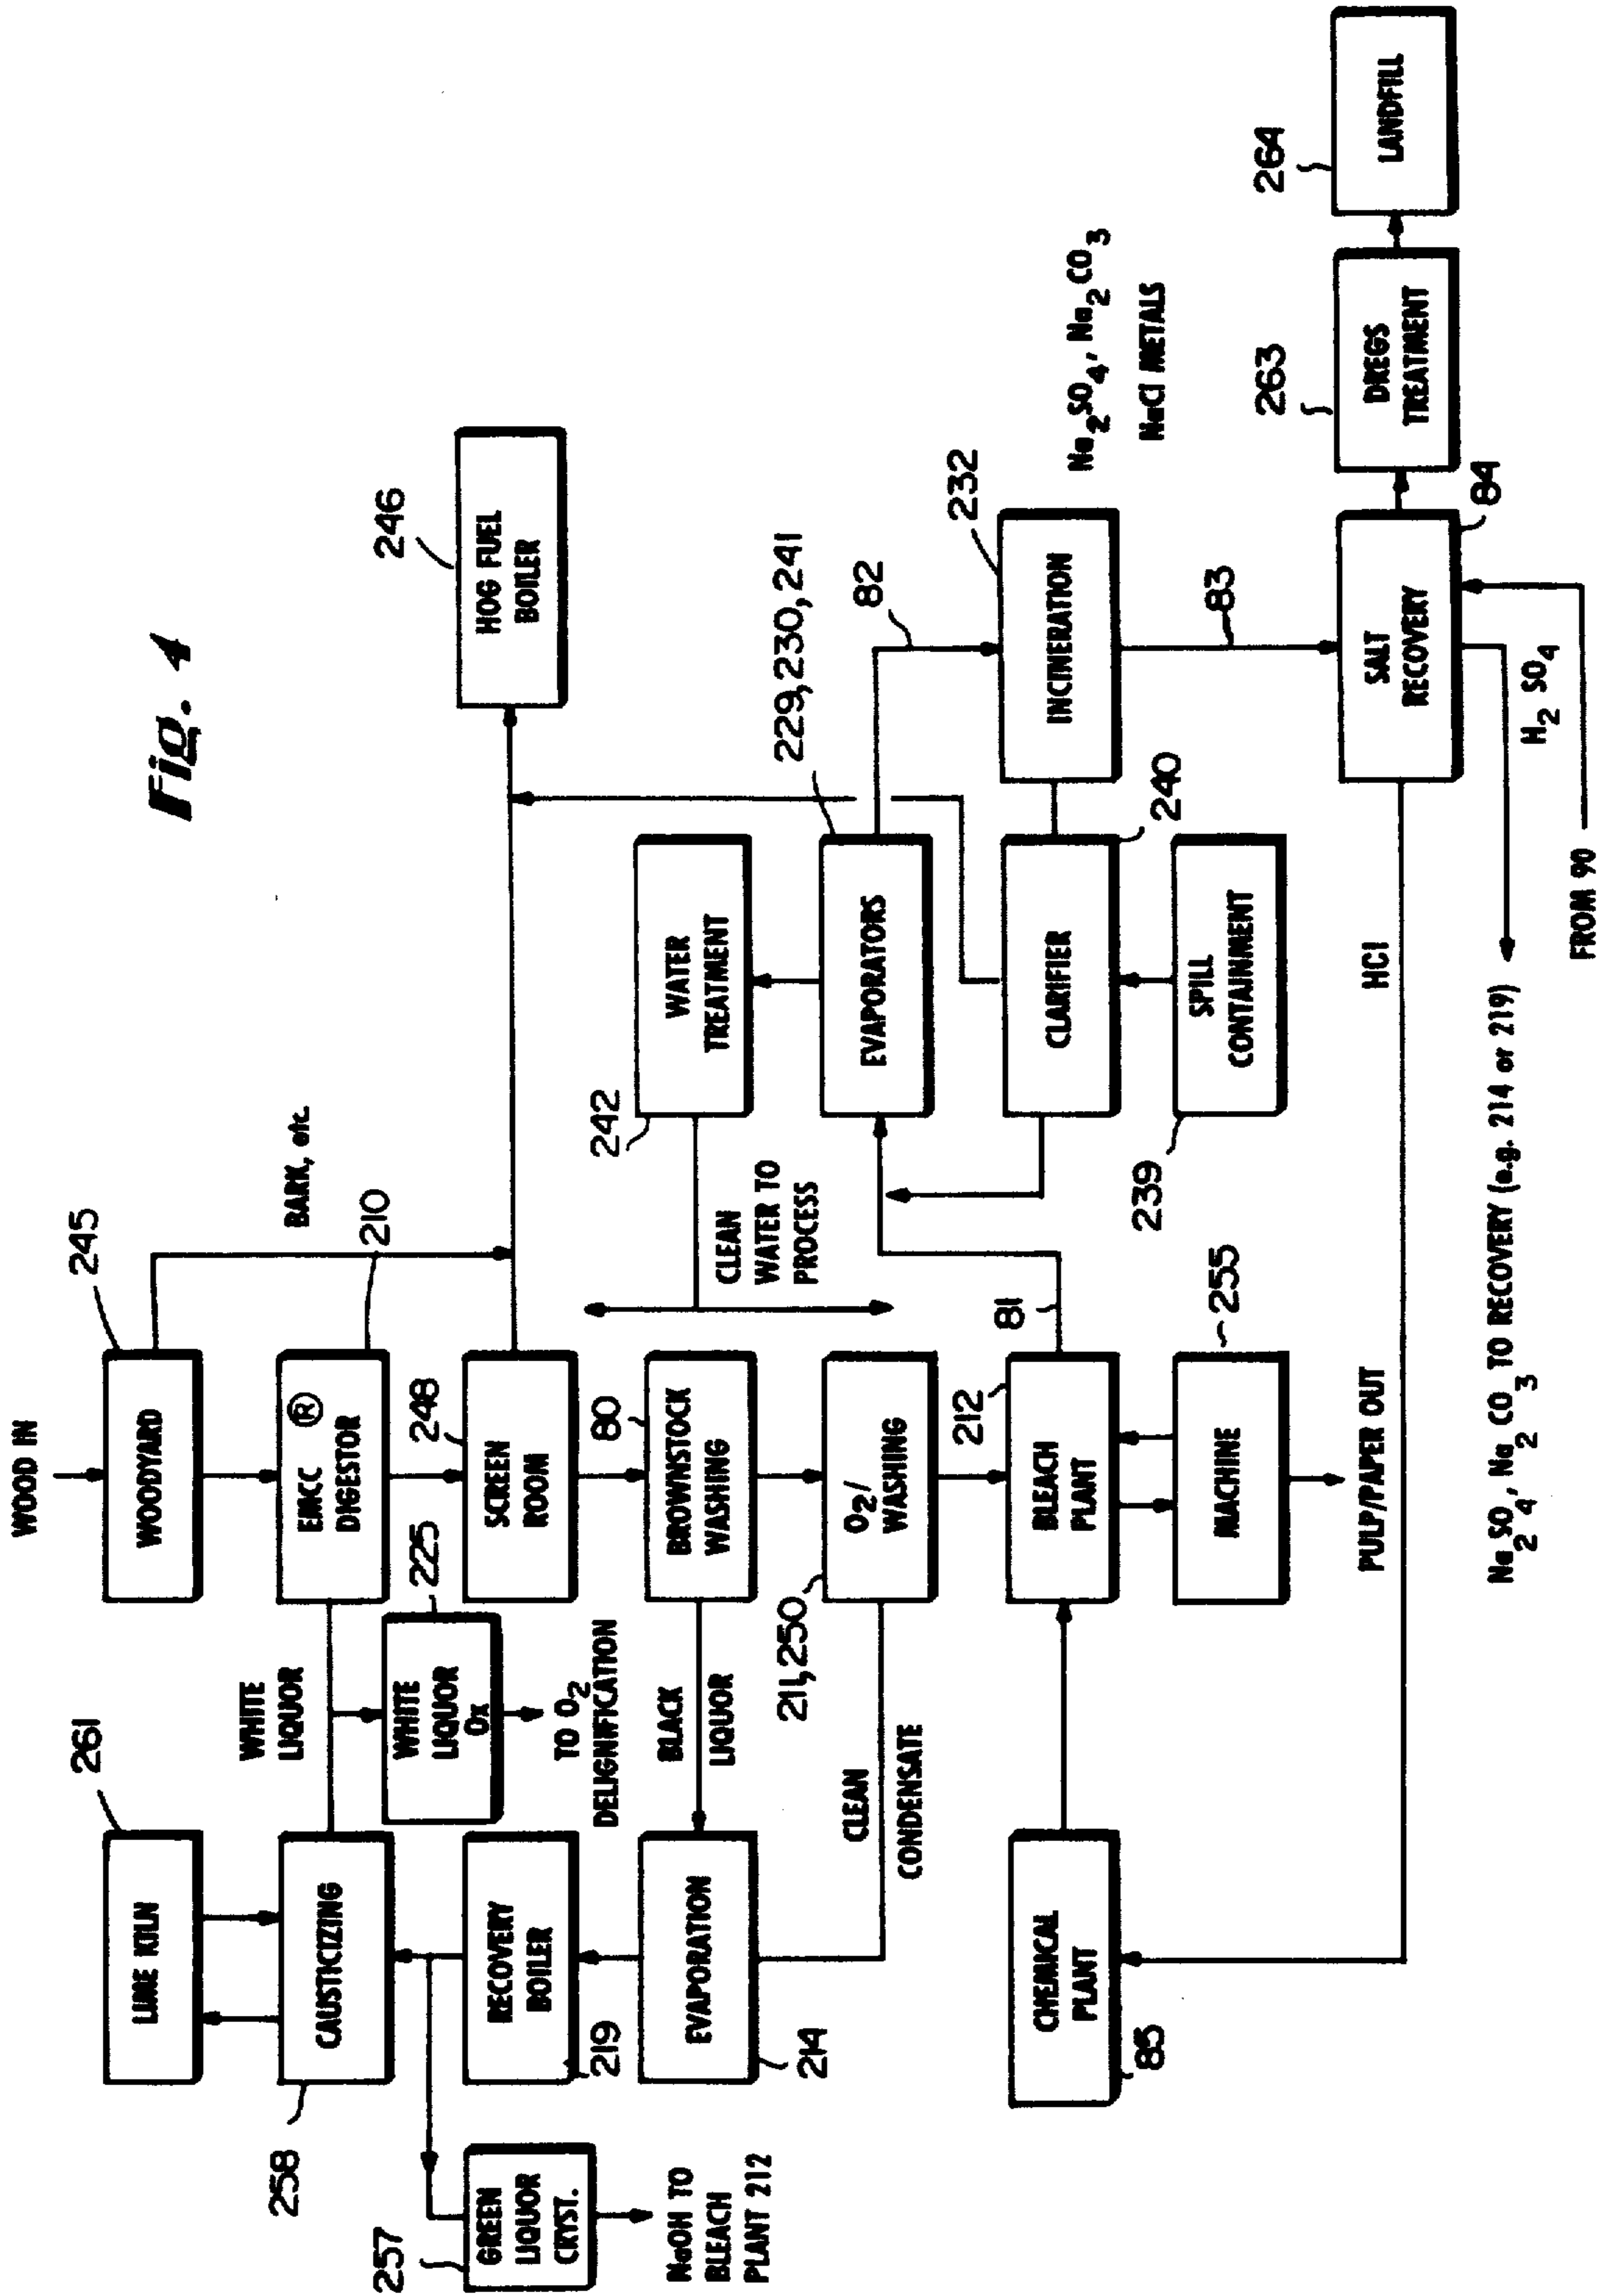 Fig. 4
WOOD IN
245
WOODYARD
BARK, etc.
261
LIME KILN
WHITE
LIQUOR
EMCC ®
DIGESTOR
210
246
HOG FUEL
BOILER
258
CAUSTICIZING
225
WHITE
LIQUOR
Ox
TO O2
DELIGNIFICATION
248
SCREEN
ROOM
257
GREEN
LIQUOR
CRYST.
NaOH TO
BLEACH
PLANT 212
RECOVERY
BOILER
219
BLACK
LIQUOR
80
BROWNSTOCK
WASHING
242
WATER
TREATMENT
CLEAN
WATER TO
PROCESS
EVAPORATION
214
CLEAN
CONDENSATE
211, 250
O2/
WASHING
229, 230, 241
EVAPORATORS
82
81
212
BLEACH
PLANT
CLARIFIER
240
232
INCINERATION
Na2SO4, Na2CO3
NaCl METALS
CHEMICAL
PLANT
85
255
MACHINE
PULP/PAPER OUT
239
SPILL
CONTAINMENT
83
HCl
SALT
RECOVERY
84
263
DREGS
TREATMENT
264
LANDFILL
Na2SO4, Na2CO3 TO RECOVERY (e.g. 214 or 219)
H2SO4
FROM 90